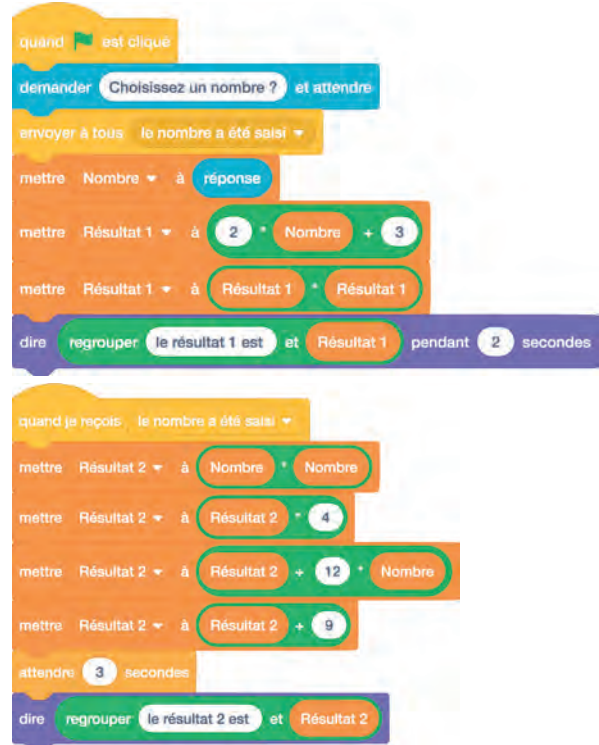 quand est cliqué
demander Choisissez un nombre ? et attendre
envoyer à tous le nombre a été saisi
mettre Nombre à réponse
mettre Résultat 1 à 2 * Nombre + 3
mettre Résultat 1 à Résultat 1 * Résultat 1
dire regrouper le résultat 1 est et Résultat 1 pendant 2 secondes
quand je reçois le nombre a été saisi
mettre Résultat 2 à Nombre * Nombre
mettre Résultat 2 à Résultat 2 * 4
mettre Résultat 2 à Résultat 2 + 12 * Nombre
mettre Résultat 2 à Résultat 2 + 9
attendre 3 secondes
dire regrouper le résultat 2 est et Résultat 2